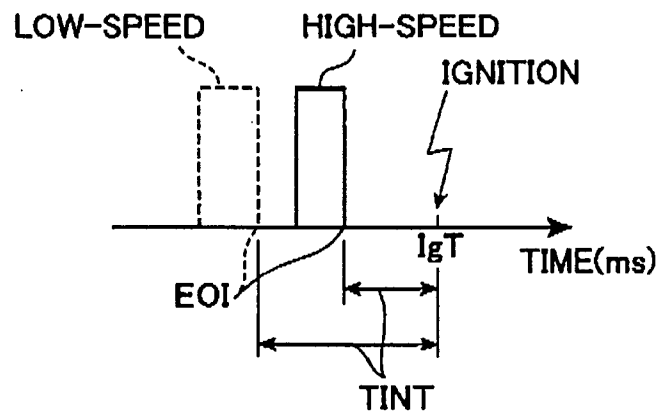 LOW-SPEED
HIGH-SPEED
IGNITION
IgT
TIME(ms)
EOI
TINT